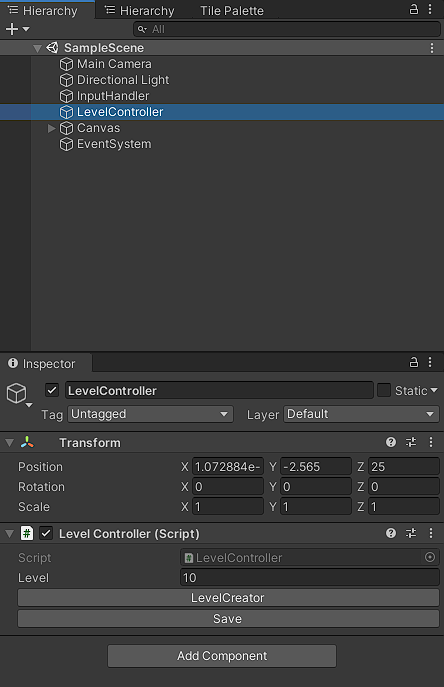 Hierarchy Hierarchy Tile Palette
All
SampleScene
Main Camera
Directional Light
InputHandler
LevelController
Canvas
EventSystem
Inspector
LevelController Static
Tag Untagged Layer Default
Transform
Position X 1.072884e- Y -2.565 Z 25
Rotation X 0 Y 0 Z 0
Scale X 1 Y 1 Z 1
# Level Controller (Script)
Script # LevelController
Level 10
LevelCreator
Save
Add Component